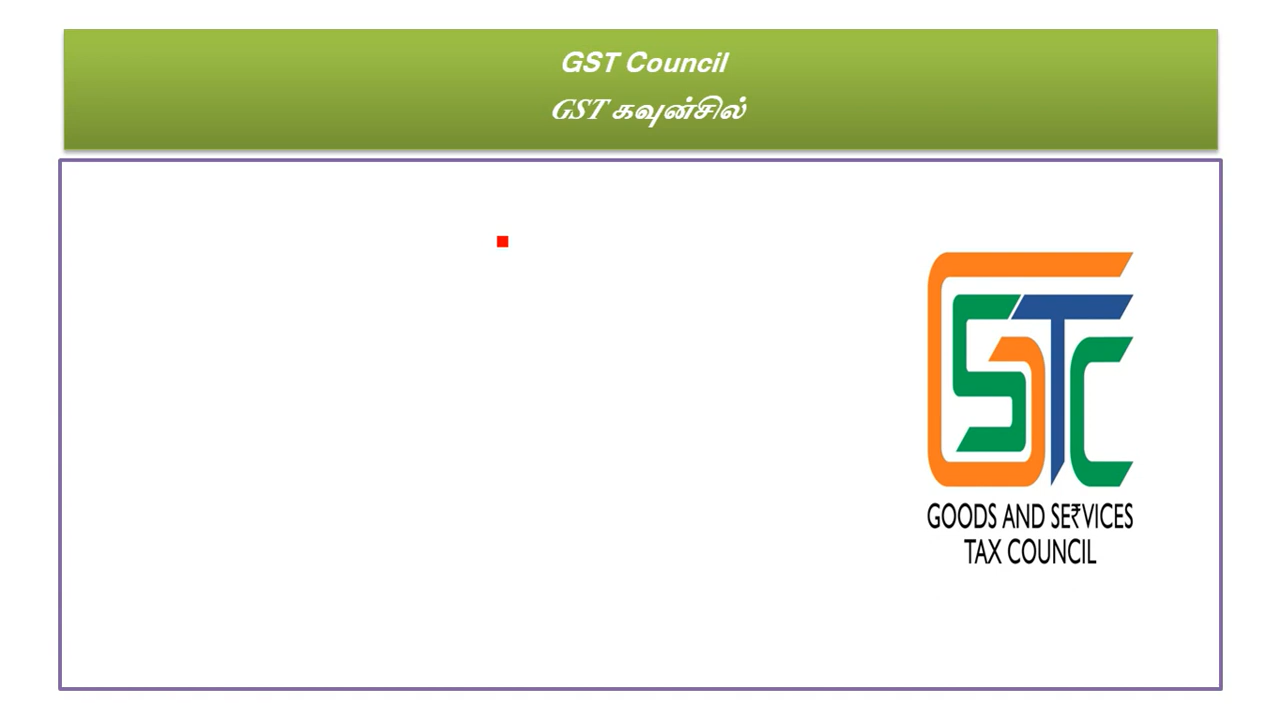 GST Council
GST கவுன்சில்
GSTC
GOODS AND SE₹VICES
TAX COUNCIL